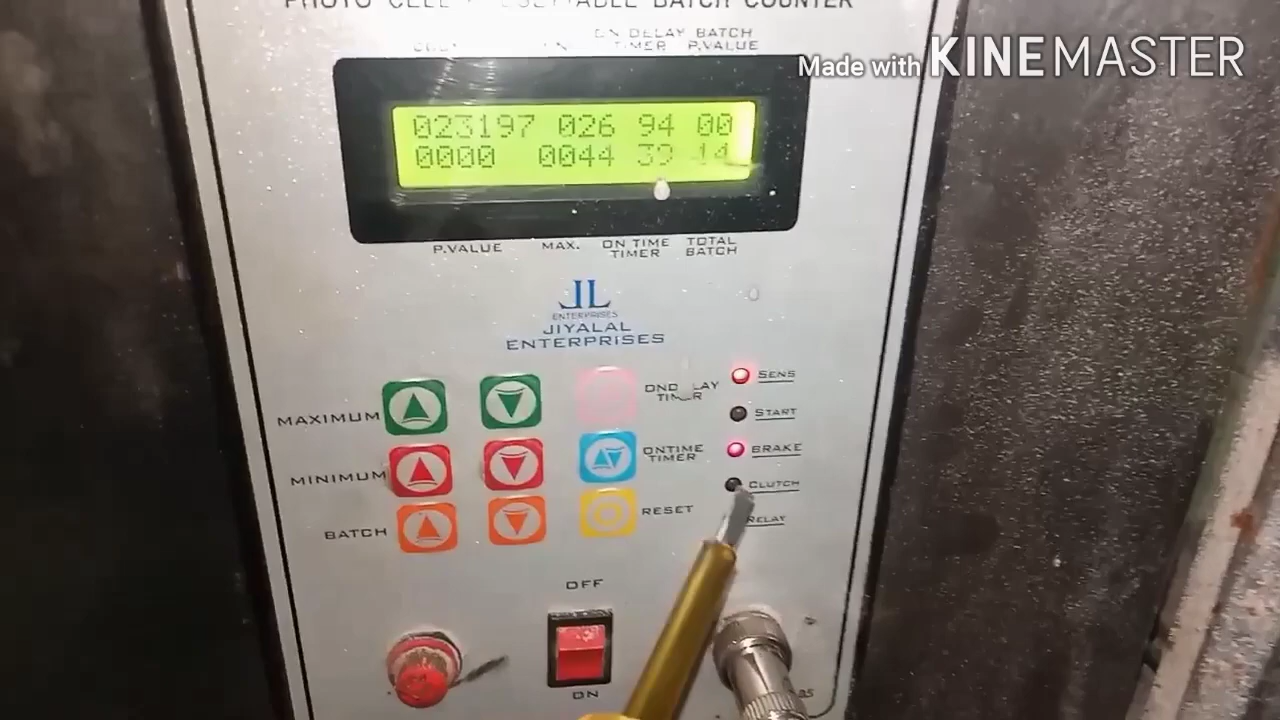 BATCH COUNTER
DELAY BATCH
TIMER P.VALUE
Made with KINEMASTER
023197 026 94 00
0000 0044 39 14
P.VALUE MAX. ON TIME TOTAL
TIMER BATCH
JL
ENTERPRISES
JIYALAL
ENTERPRISES
SENS
MAXIMUM START
ONTIME BRAKE
TIMER
MINIMUM CLUTCH
RESET
BATCH
OFF
ON